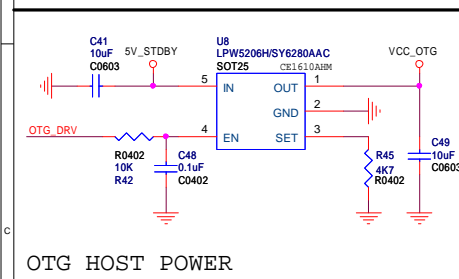 C41
10uF
C0603
5V_STDBY
U8
LPW5206H/SY6280AAC
SOT25
CE1610AHM
VCC_OTG
5
IN
OUT
1
GND
2
OTG_DRV
4
EN
SET
3
R0402
10K
R42
C48
0.1uF
C0402
R45
4K7
R0402
C49
10uF
C0603
C
OTG HOST POWER